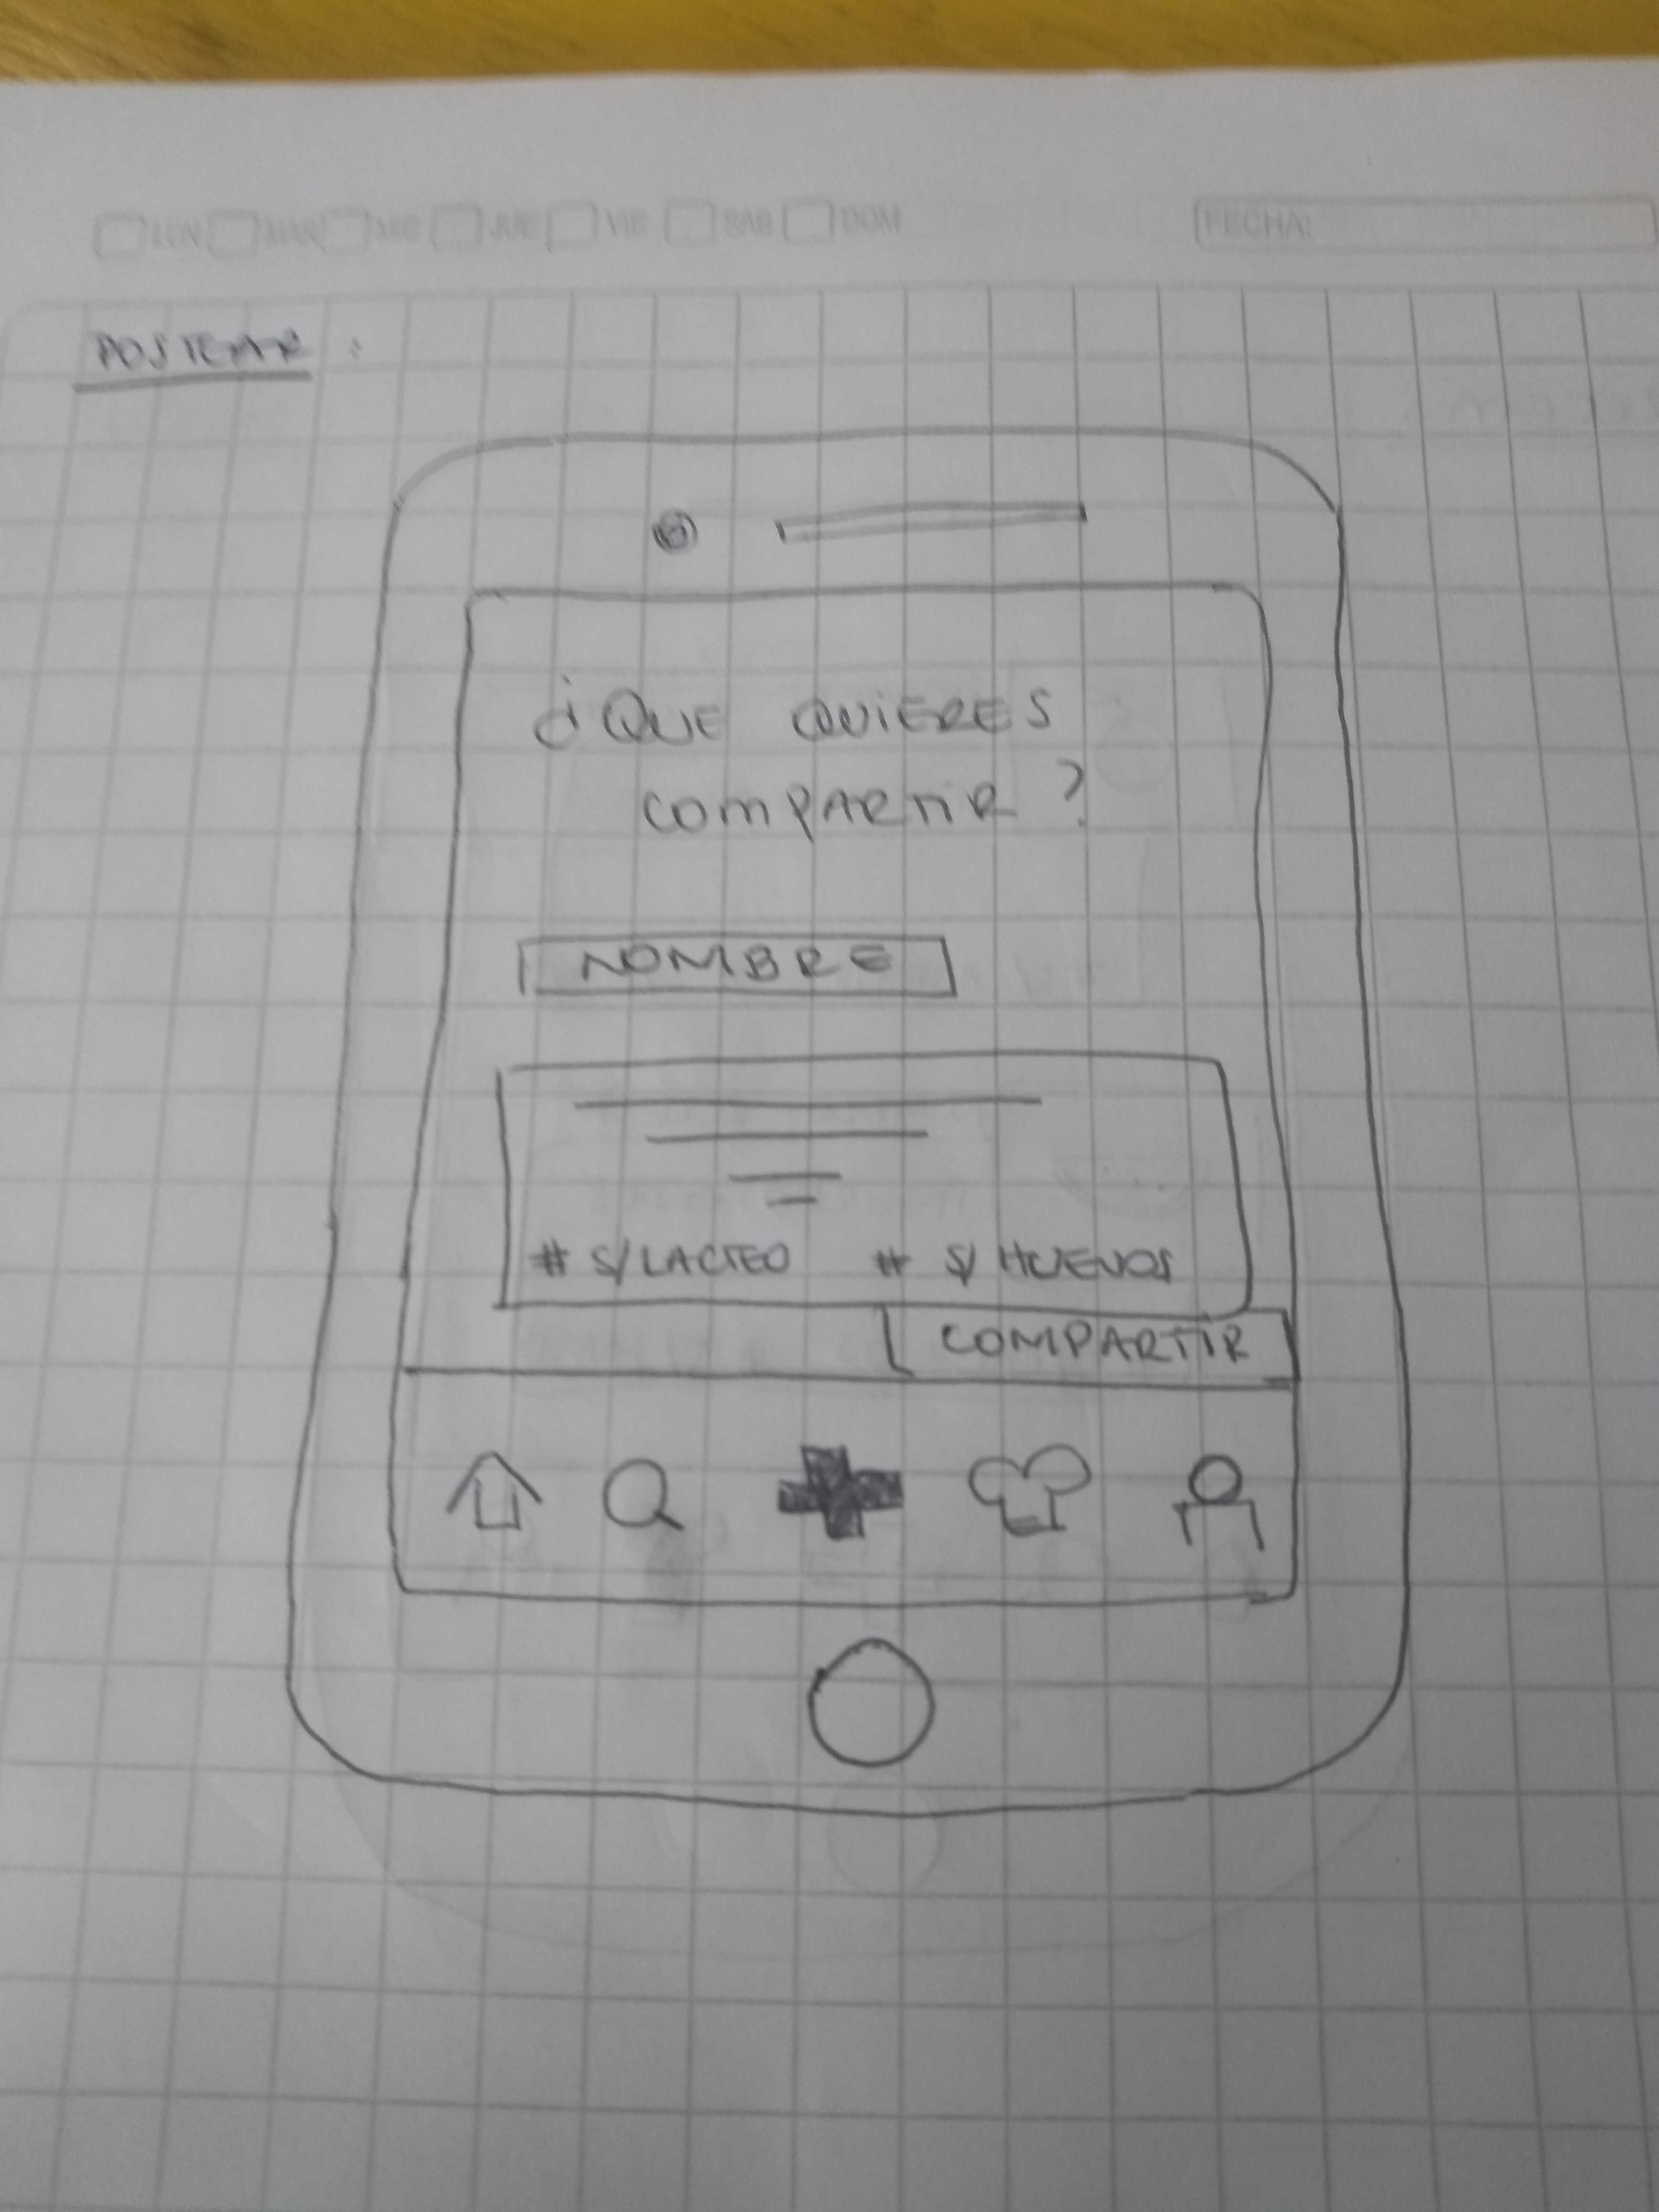 LUN MAR MIE JUE VIE SAB DOM FECHA:
POSTEAR :
¿QUE QUIERES
COMPARTIR ?
NOMBRE
# S/LACTEO # S/HUEVOS
COMPARTIR